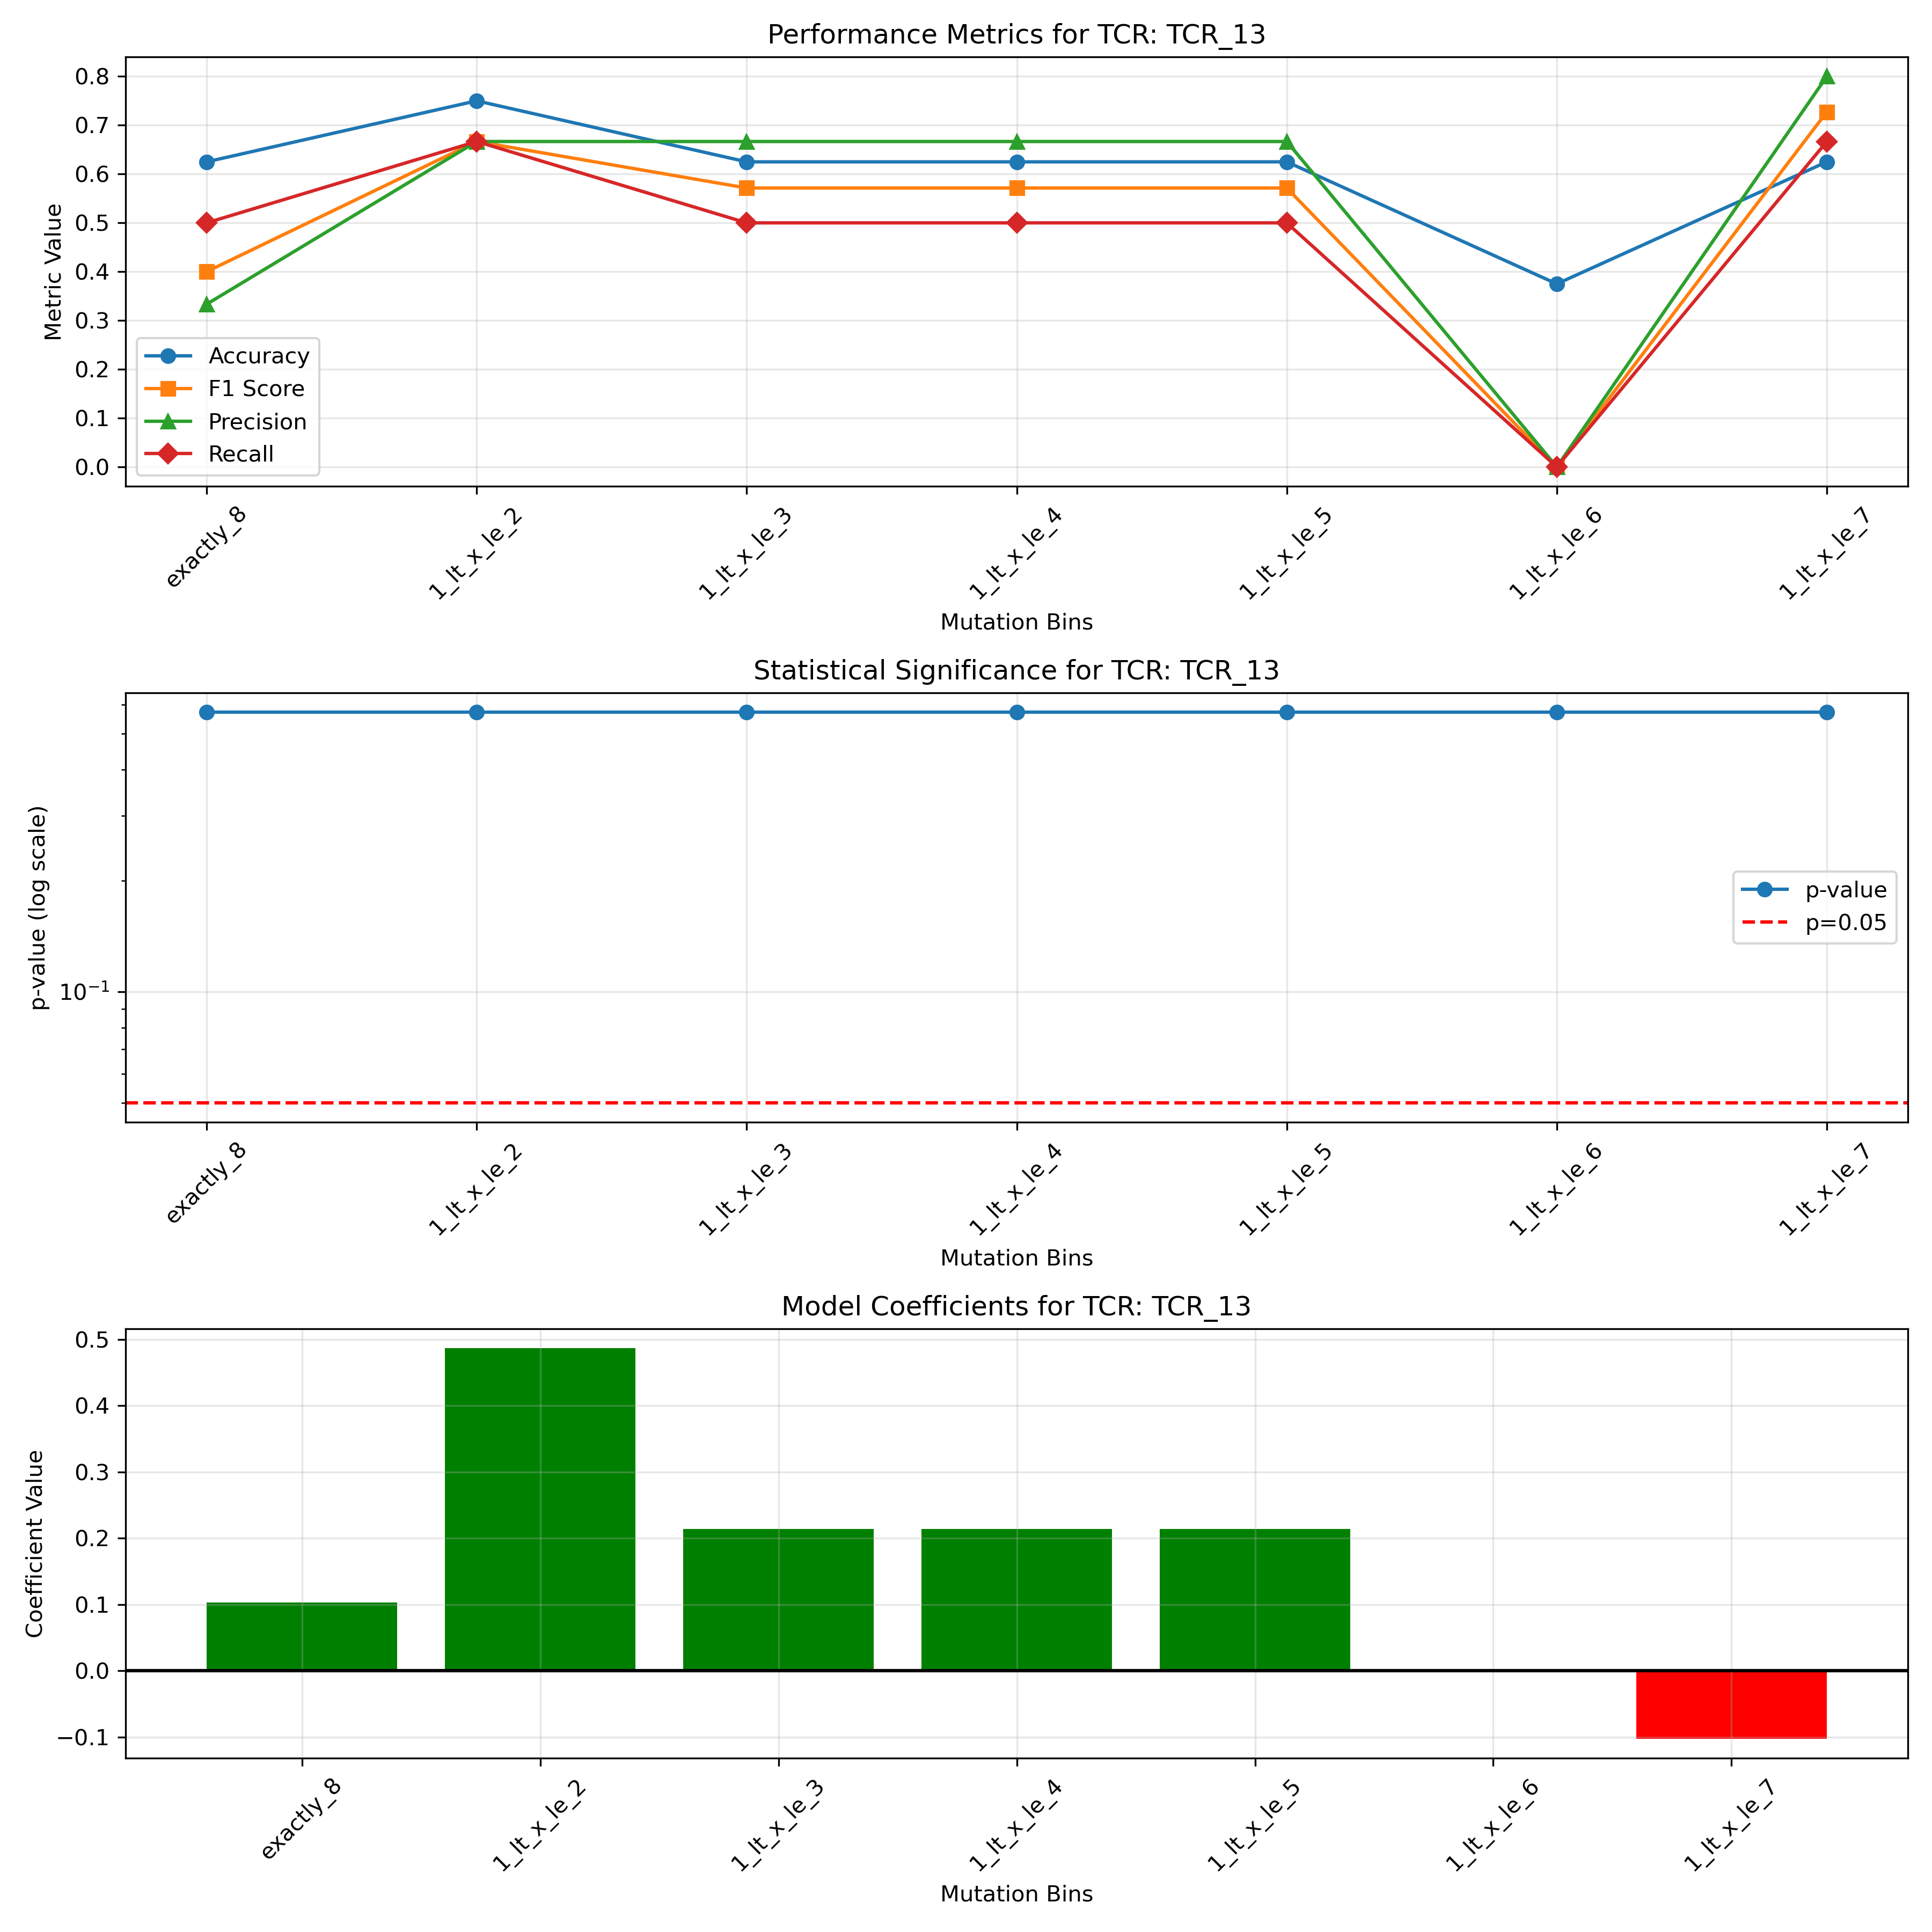 Performance Metrics for TCR: TCR_13
Metric Value
0.8
0.7
0.6
0.5
0.4
0.3
0.2
0.1
0.0
Accuracy
F1 Score
Precision
Recall
exactly_8
1_lt_x_le_2
1_lt_x_le_3
1_lt_x_le_4
1_lt_x_le_5
1_lt_x_le_6
1_lt_x_le_7
Mutation Bins
Statistical Significance for TCR: TCR_13
p-value (log scale)
10⁻¹
p-value
p=0.05
exactly_8
1_lt_x_le_2
1_lt_x_le_3
1_lt_x_le_4
1_lt_x_le_5
1_lt_x_le_6
1_lt_x_le_7
Mutation Bins
Model Coefficients for TCR: TCR_13
Coefficient Value
0.5
0.4
0.3
0.2
0.1
0.0
−0.1
exactly_8
1_lt_x_le_2
1_lt_x_le_3
1_lt_x_le_4
1_lt_x_le_5
1_lt_x_le_6
1_lt_x_le_7
Mutation Bins